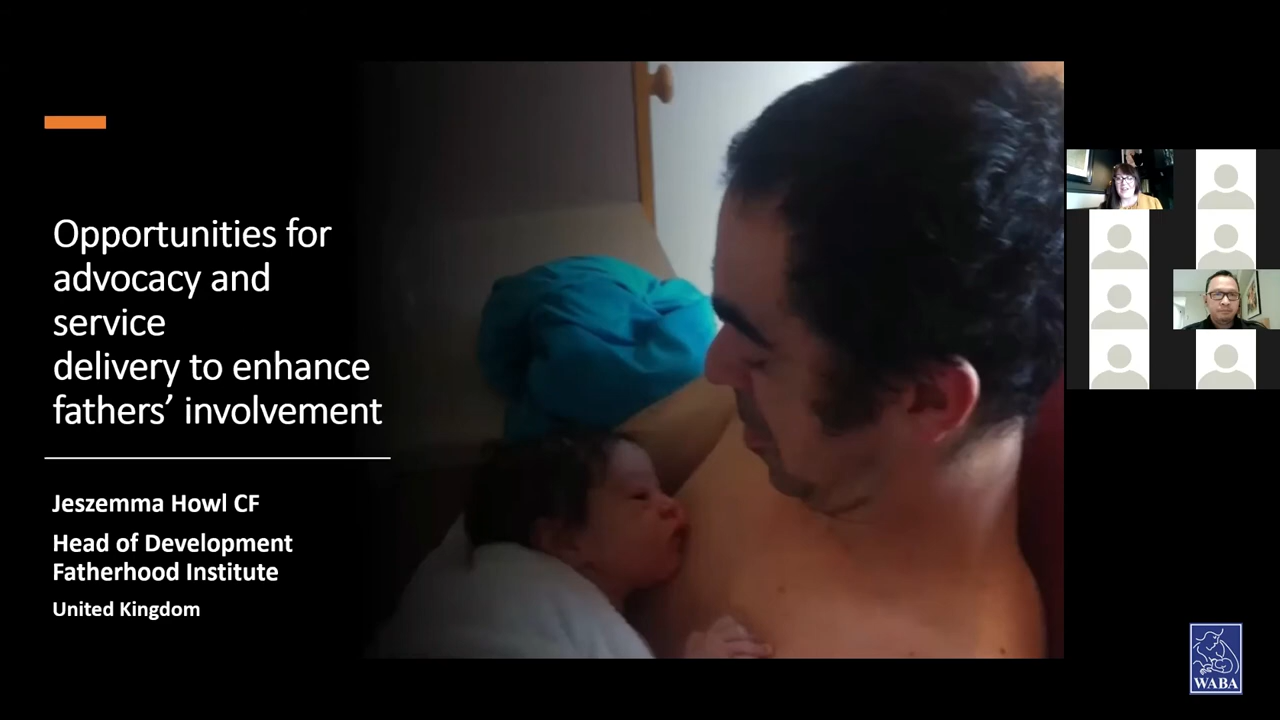 Opportunities for
advocacy and
service
delivery to enhance
fathers’ involvement
Jeszemma Howl CF
Head of Development
Fatherhood Institute
United Kingdom
WABA